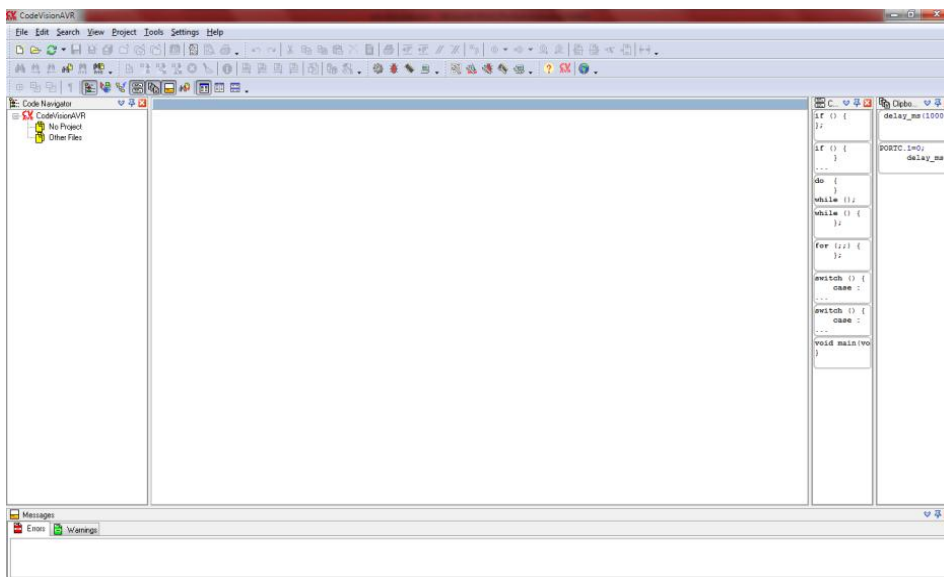 CodeVisionAVR
File Edit Search View Project Tools Settings Help
Code Navigator
CodeVisionAVR
No Project
Other Files
C...
if () {
};
if () {
}
...
do {
}
while ();
while () {
};
for (;;) {
};
switch () {
case :
...
switch () {
case :
...
void main(vo
}
Clipbo...
delay_ms(1000
PORTC.1=0;
delay_ms
Messages
Errors Warnings